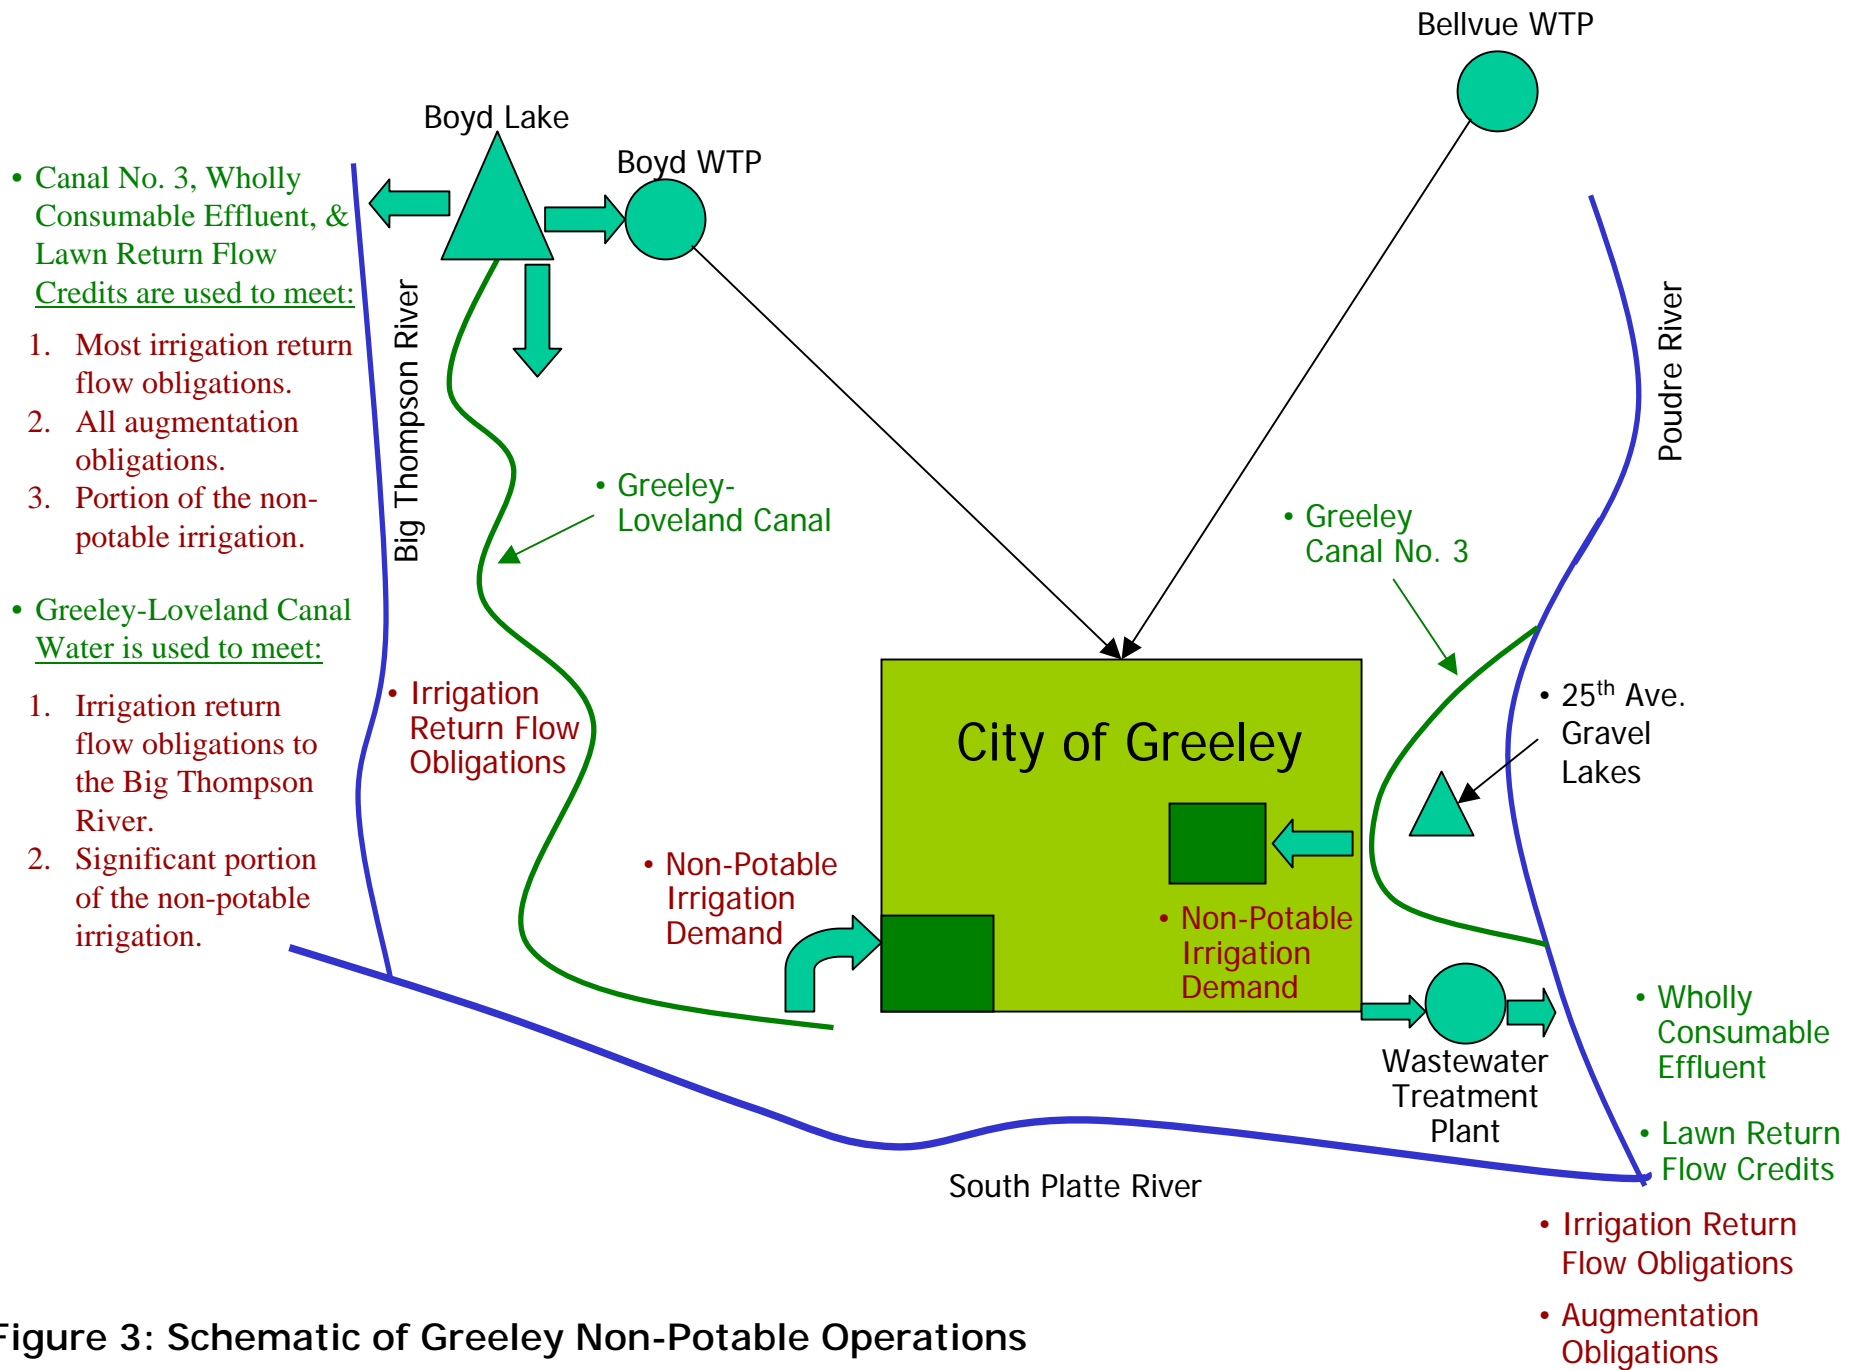 Bellvue WTP
Boyd Lake
Boyd WTP
• Canal No. 3, Wholly
Consumable Effluent, &
Lawn Return Flow
Credits are used to meet:
1. Most irrigation return
flow obligations.
2. All augmentation
obligations.
3. Portion of the non-
potable irrigation.
• Greeley-Loveland Canal
Water is used to meet:
1. Irrigation return
flow obligations to
the Big Thompson
River.
2. Significant portion
of the non-potable
irrigation.
Big Thompson River
• Greeley-
Loveland Canal
• Irrigation
Return Flow
Obligations
Poudre River
• Greeley
Canal No. 3
• 25th Ave.
Gravel
Lakes
City of Greeley
• Non-Potable
Irrigation
Demand
• Non-Potable
Irrigation
Demand
Wastewater
Treatment
Plant
• Wholly
Consumable
Effluent
• Lawn Return
Flow Credits
South Platte River
• Irrigation Return
Flow Obligations
• Augmentation
Obligations
Figure 3: Schematic of Greeley Non-Potable Operations